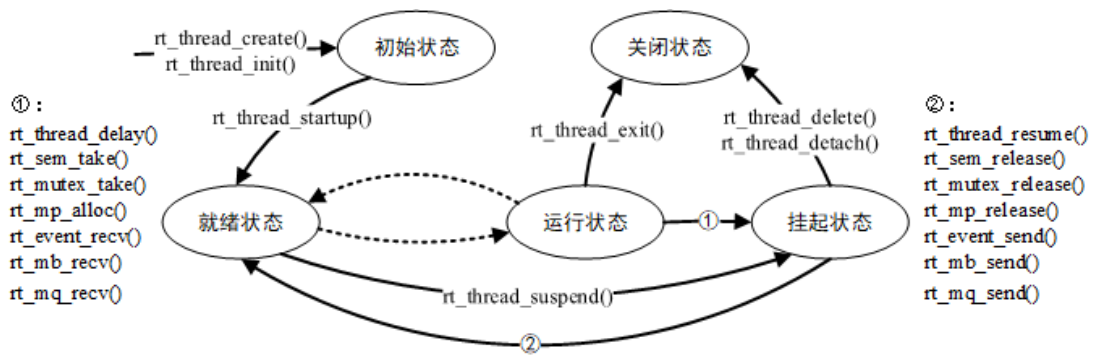 rt_thread_create()
rt_thread_init()
初始状态
关闭状态
①：
rt_thread_delay()
rt_sem_take()
rt_mutex_take()
rt_mp_alloc()
rt_event_recv()
rt_mb_recv()
rt_mq_recv()
rt_thread_startup()
rt_thread_exit()
rt_thread_delete()
rt_thread_detach()
②：
rt_thread_resume()
rt_sem_release()
rt_mutex_release()
rt_mp_release()
rt_event_send()
rt_mb_send()
rt_mq_send()
就绪状态
运行状态
①
挂起状态
rt_thread_suspend()
②